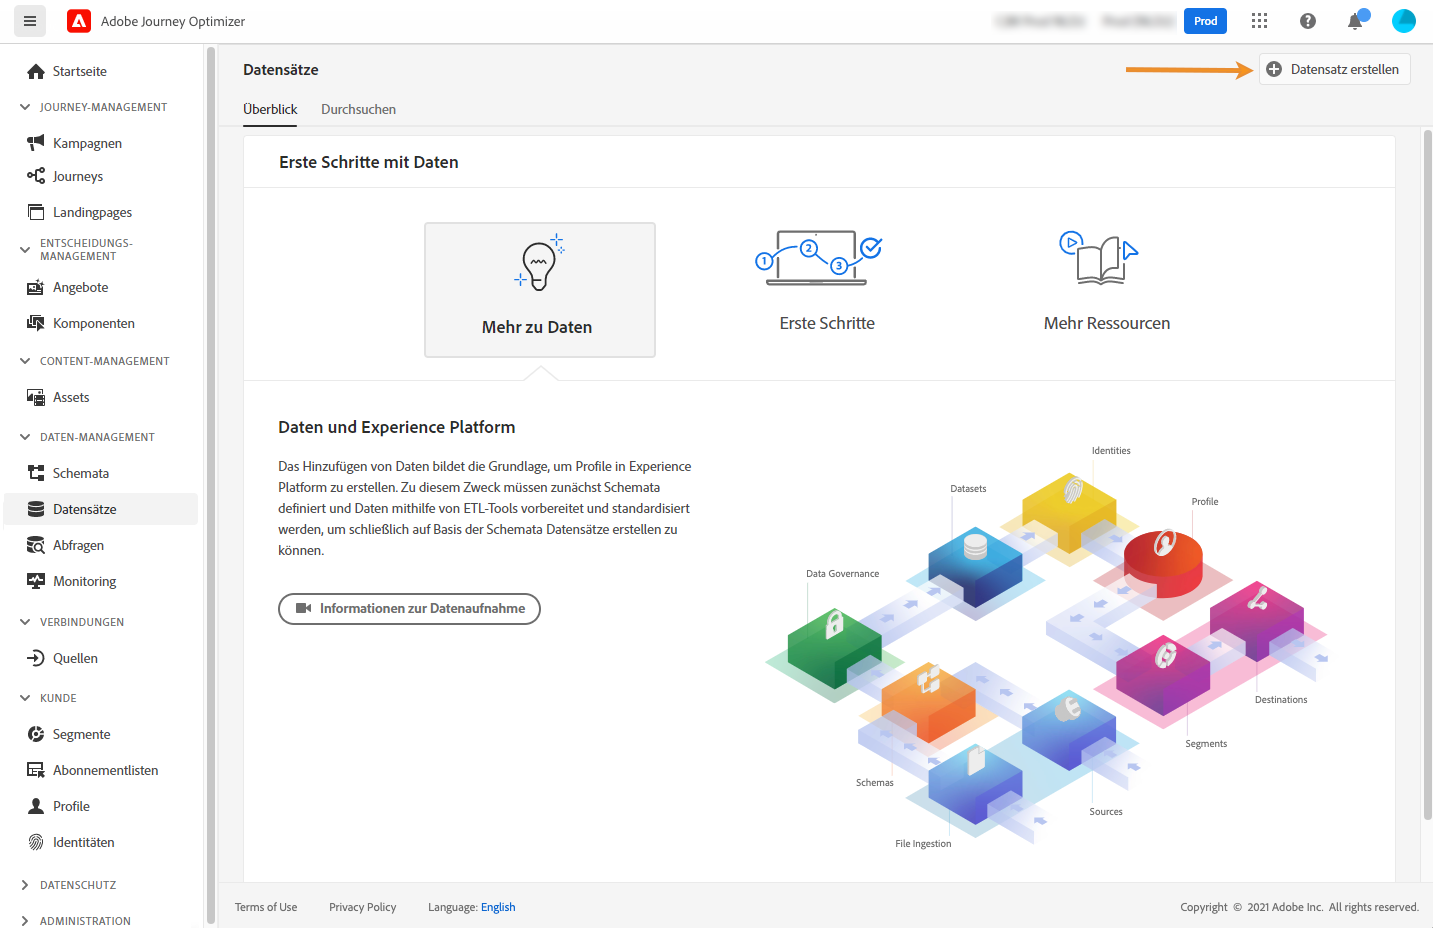 Adobe Journey Optimizer
Prod
Startseite
JOURNEY-MANAGEMENT
Kampagnen
Journeys
Landingpages
ENTSCHEIDUNGS-
MANAGEMENT
Angebote
Komponenten
CONTENT-MANAGEMENT
Assets
DATEN-MANAGEMENT
Schemata
Datensätze
Abfragen
Monitoring
VERBINDUNGEN
Quellen
KUNDE
Segmente
Abonnementlisten
Profile
Identitäten
DATENSCHUTZ
ADMINISTRATION
Datensätze
Datensatz erstellen
Überblick
Durchsuchen
Erste Schritte mit Daten
Mehr zu Daten
1
2
3
Erste Schritte
Mehr Ressourcen
Daten und Experience Platform
Das Hinzufügen von Daten bildet die Grundlage, um Profile in Experience
Platform zu erstellen. Zu diesem Zweck müssen zunächst Schemata
definiert und Daten mithilfe von ETL-Tools vorbereitet und standardisiert
werden, um schließlich auf Basis der Schemata Datensätze erstellen zu
können.
Informationen zur Datenaufnahme
Identities
Datasets
Profile
Data Governance
Destinations
Segments
Schemas
Sources
File Ingestion
Terms of Use
Privacy Policy
Language: English
Copyright © 2021 Adobe Inc. All rights reserved.